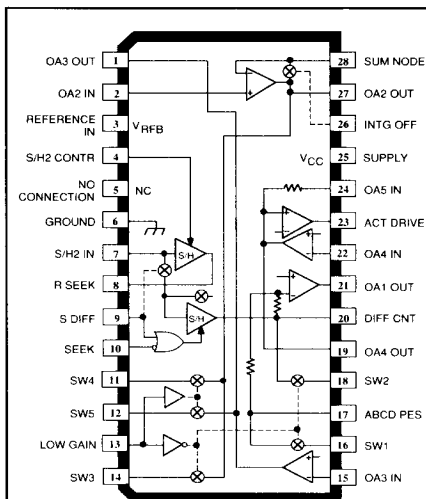 OA3 OUT 1
OA2 IN 2
REFERENCE IN 3 VRFB
S/H2 CONTR 4
NO CONNECTION 5 NC
GROUND 6
S/H2 IN 7
R SEEK 8
S DIFF 9
SEEK 10
SW4 11
SW5 12
LOW GAIN 13
SW3 14
S/H
S/H
28 SUM NODE
27 OA2 OUT
26 INTG OFF
VCC 25 SUPPLY
24 OA5 IN
23 ACT DRIVE
22 OA4 IN
21 OA1 OUT
20 DIFF CNT
19 OA4 OUT
18 SW2
17 ABCD PES
16 SW1
15 OA3 IN